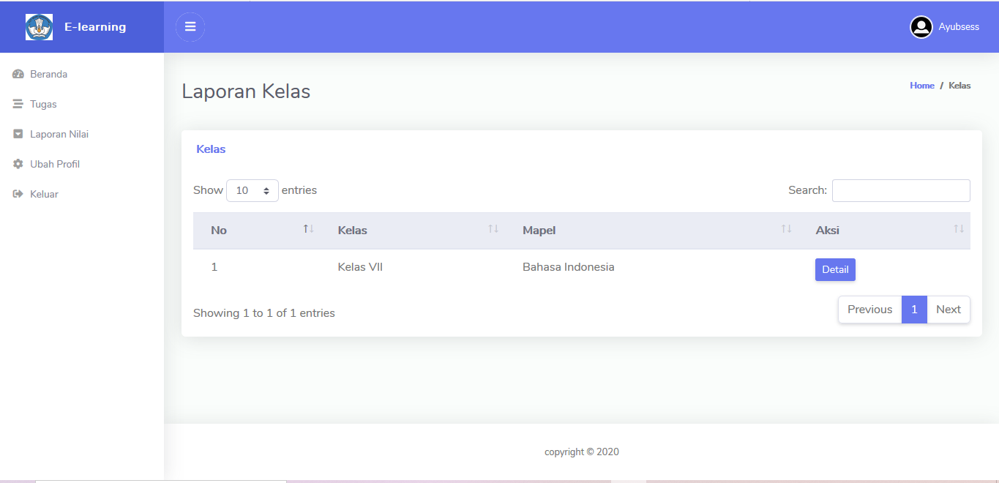 E-learning
Ayubsess
Beranda
Tugas
Laporan Nilai
Ubah Profil
Keluar
Laporan Kelas
Home / Kelas
Kelas
Show 10 entries
Search:
No Kelas Mapel Aksi
1 Kelas VII Bahasa Indonesia Detail
Showing 1 to 1 of 1 entries
Previous 1 Next
copyright © 2020